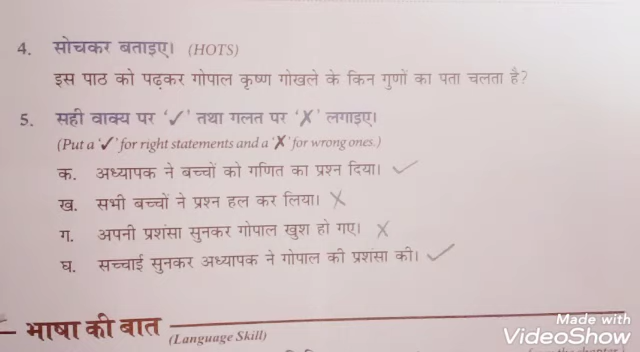 4. सोचकर बताइए। (HOTS)
इस पाठ को पढ़कर गोपाल कृष्ण गोखले के किन गुणों का पता चलता है?
5. सही वाक्य पर ‘✓’ तथा गलत पर ‘✗’ लगाइए।
(Put a ‘✓’ for right statements and a ‘✗’ for wrong ones.)
क. अध्यापक ने बच्चों को गणित का प्रश्न दिया। ✓
ख. सभी बच्चों ने प्रश्न हल कर लिया। ✗
ग. अपनी प्रशंसा सुनकर गोपाल खुश हो गए। ✗
घ. सच्चाई सुनकर अध्यापक ने गोपाल की प्रशंसा की। ✓
भाषा की बात (Language Skill)
Made with
VideoShow